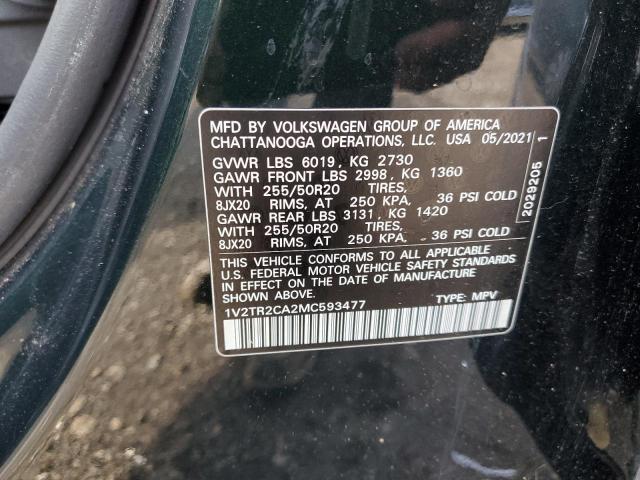 MFD BY VOLKSWAGEN GROUP OF AMERICA
CHATTANOOGA OPERATIONS, LLC. USA 05/2021
GVWR LBS 6019, KG 2730
GAWR FRONT LBS 2998, KG 1360
WITH 255/50R20 TIRES,
8JX20 RIMS, AT 250 KPA, 36 PSI COLD
GAWR REAR LBS 3131, KG 1420
WITH 255/50R20 TIRES,
8JX20 RIMS, AT 250 KPA, 36 PSI COLD
THIS VEHICLE CONFORMS TO ALL APPLICABLE
U.S. FEDERAL MOTOR VEHICLE SAFETY STANDARDS
IN EFFECT ON THE DATE OF MANUFACTURE
SHOWN ABOVE.
1V2TR2CA2MC593477 TYPE: MPV
2029205 1